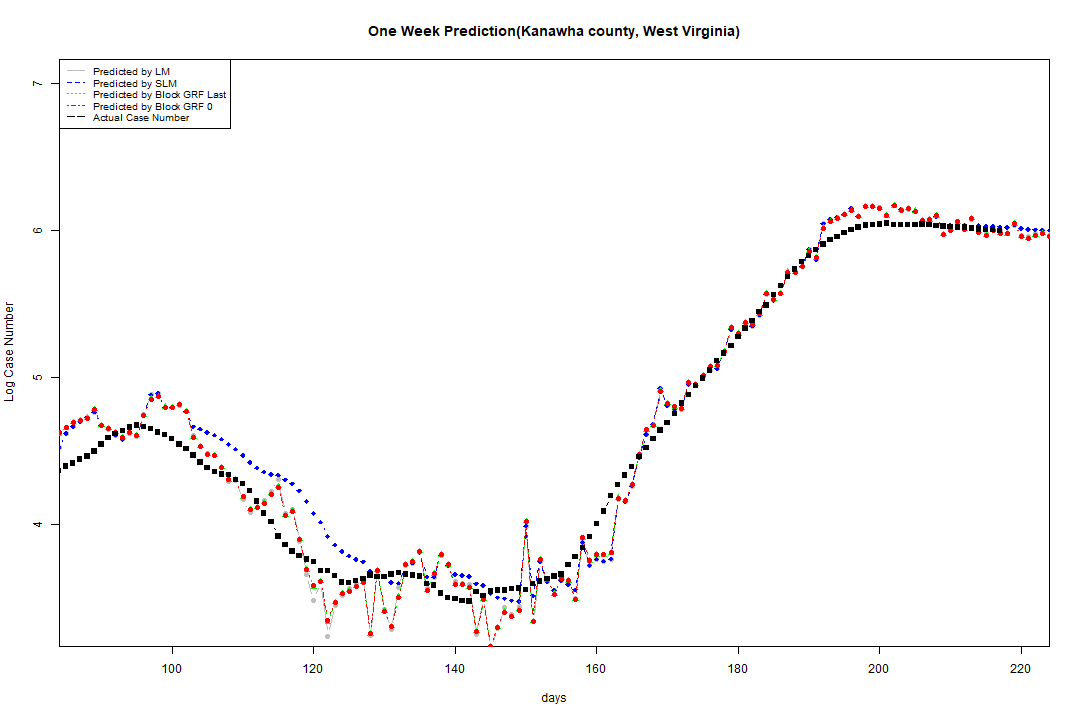 One Week Prediction(Kanawha county, West Virginia)
Predicted by LM
Predicted by SLM
Predicted by Block GRF Last
Predicted by Block GRF 0
Actual Case Number
7
6
5
4
Log Case Number
100 120 140 160 180 200 220
days